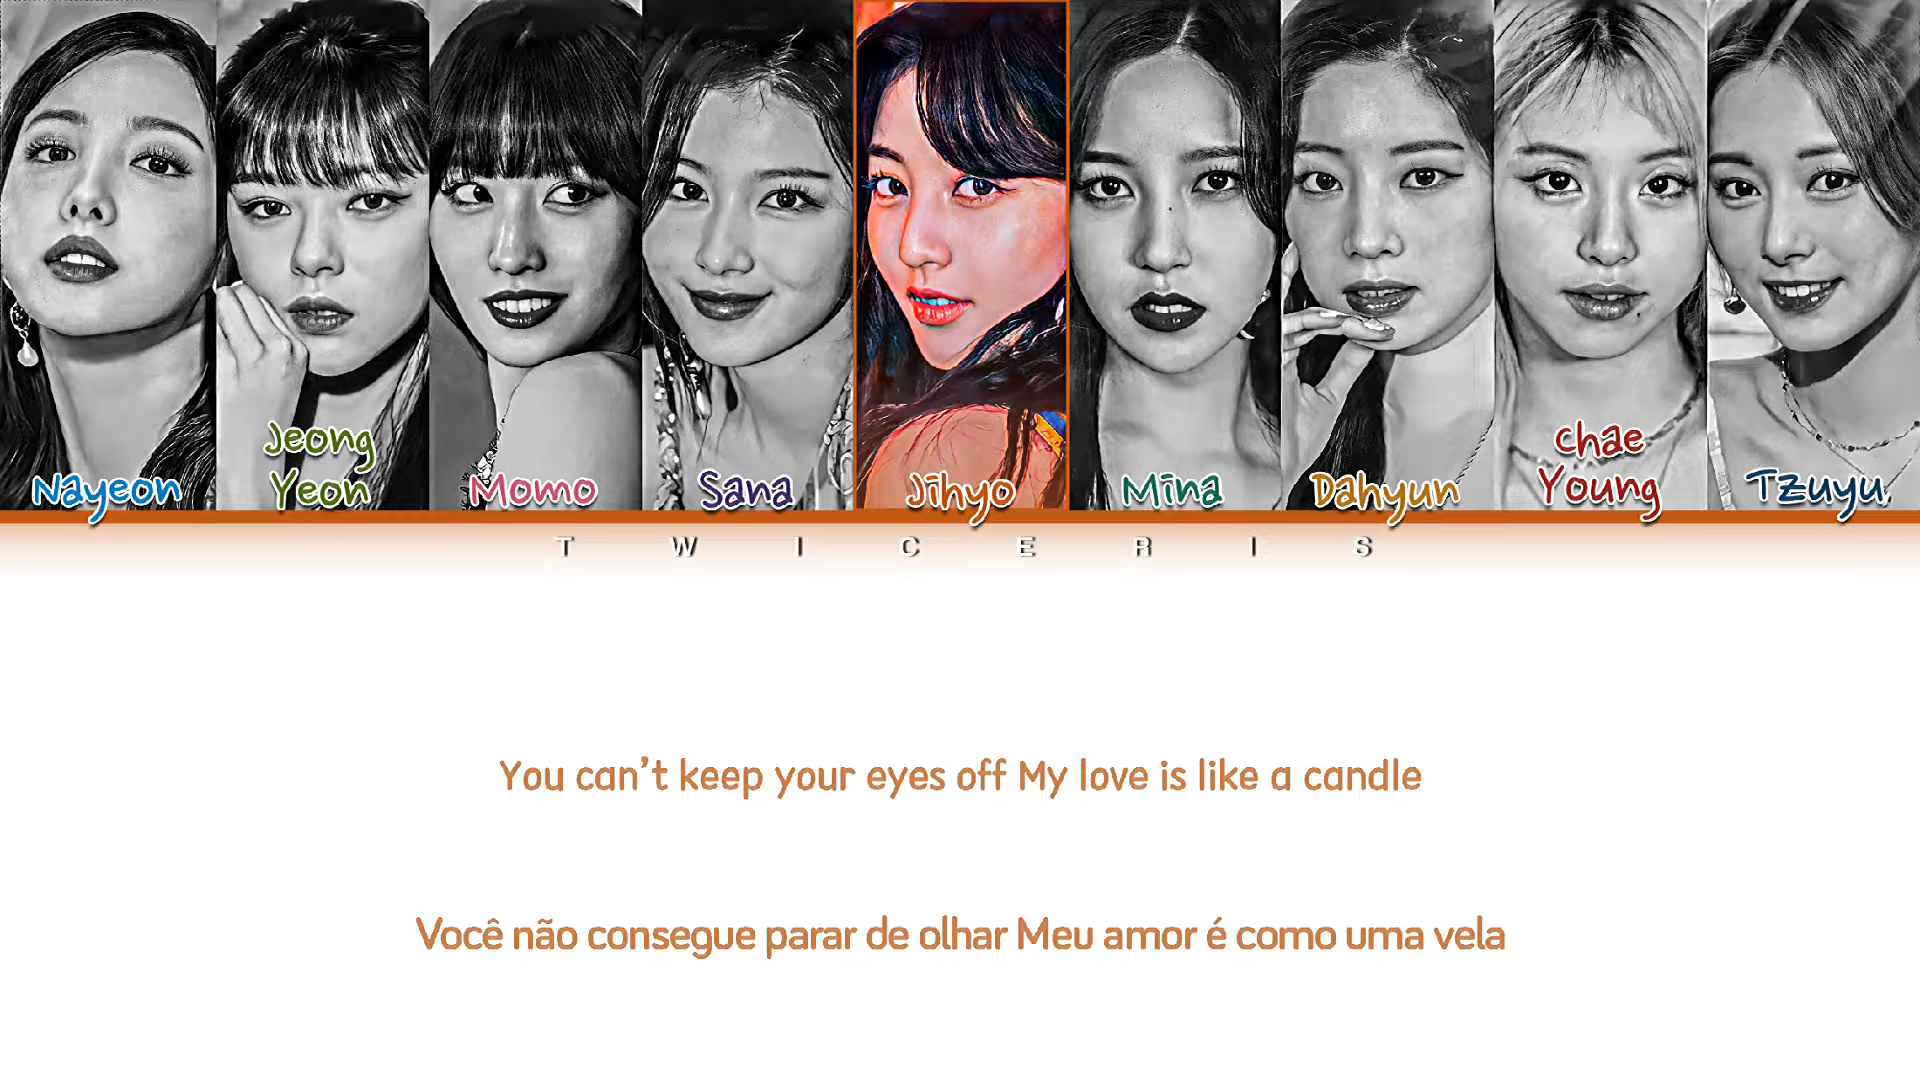 Nayeon
Jeong
Yeon
Momo
Sana
Jihyo
Mina
Dahyun
Chae
Young
Tzuyu
TWICERIS
You can't keep your eyes off My love is like a candle
Você não consegue parar de olhar Meu amor é como uma vela